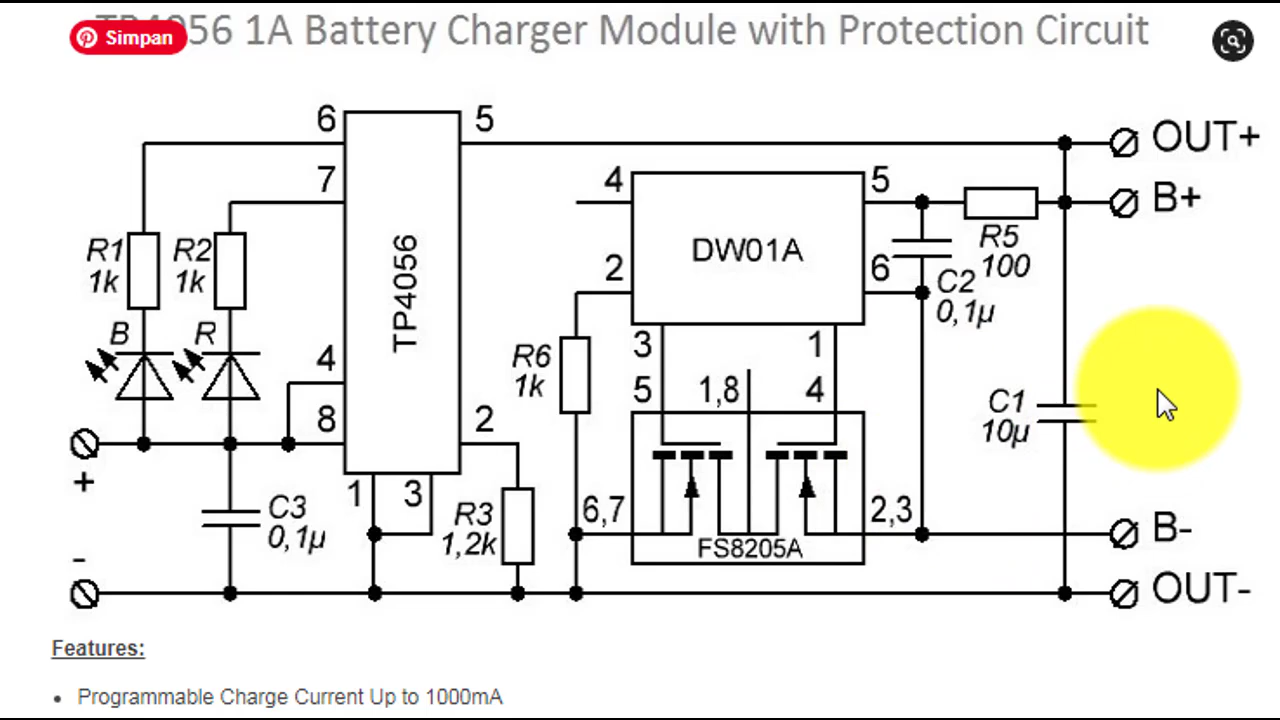 56 1A Battery Charger Module with Protection Circuit
Simpan
6
5
OUT+
7
4
5
B+
R1
1k
R2
1k
TP4056
DW01A
R5
100
2
6
C2
0,1µ
B
R
4
R6
1k
3
1
5
1,8
4
C1
10µ
8
2
+
1
3
C3
0,1µ
R3
1,2k
6,7
2,3
FS8205A
B-
-
OUT-
Features:
• Programmable Charge Current Up to 1000mA